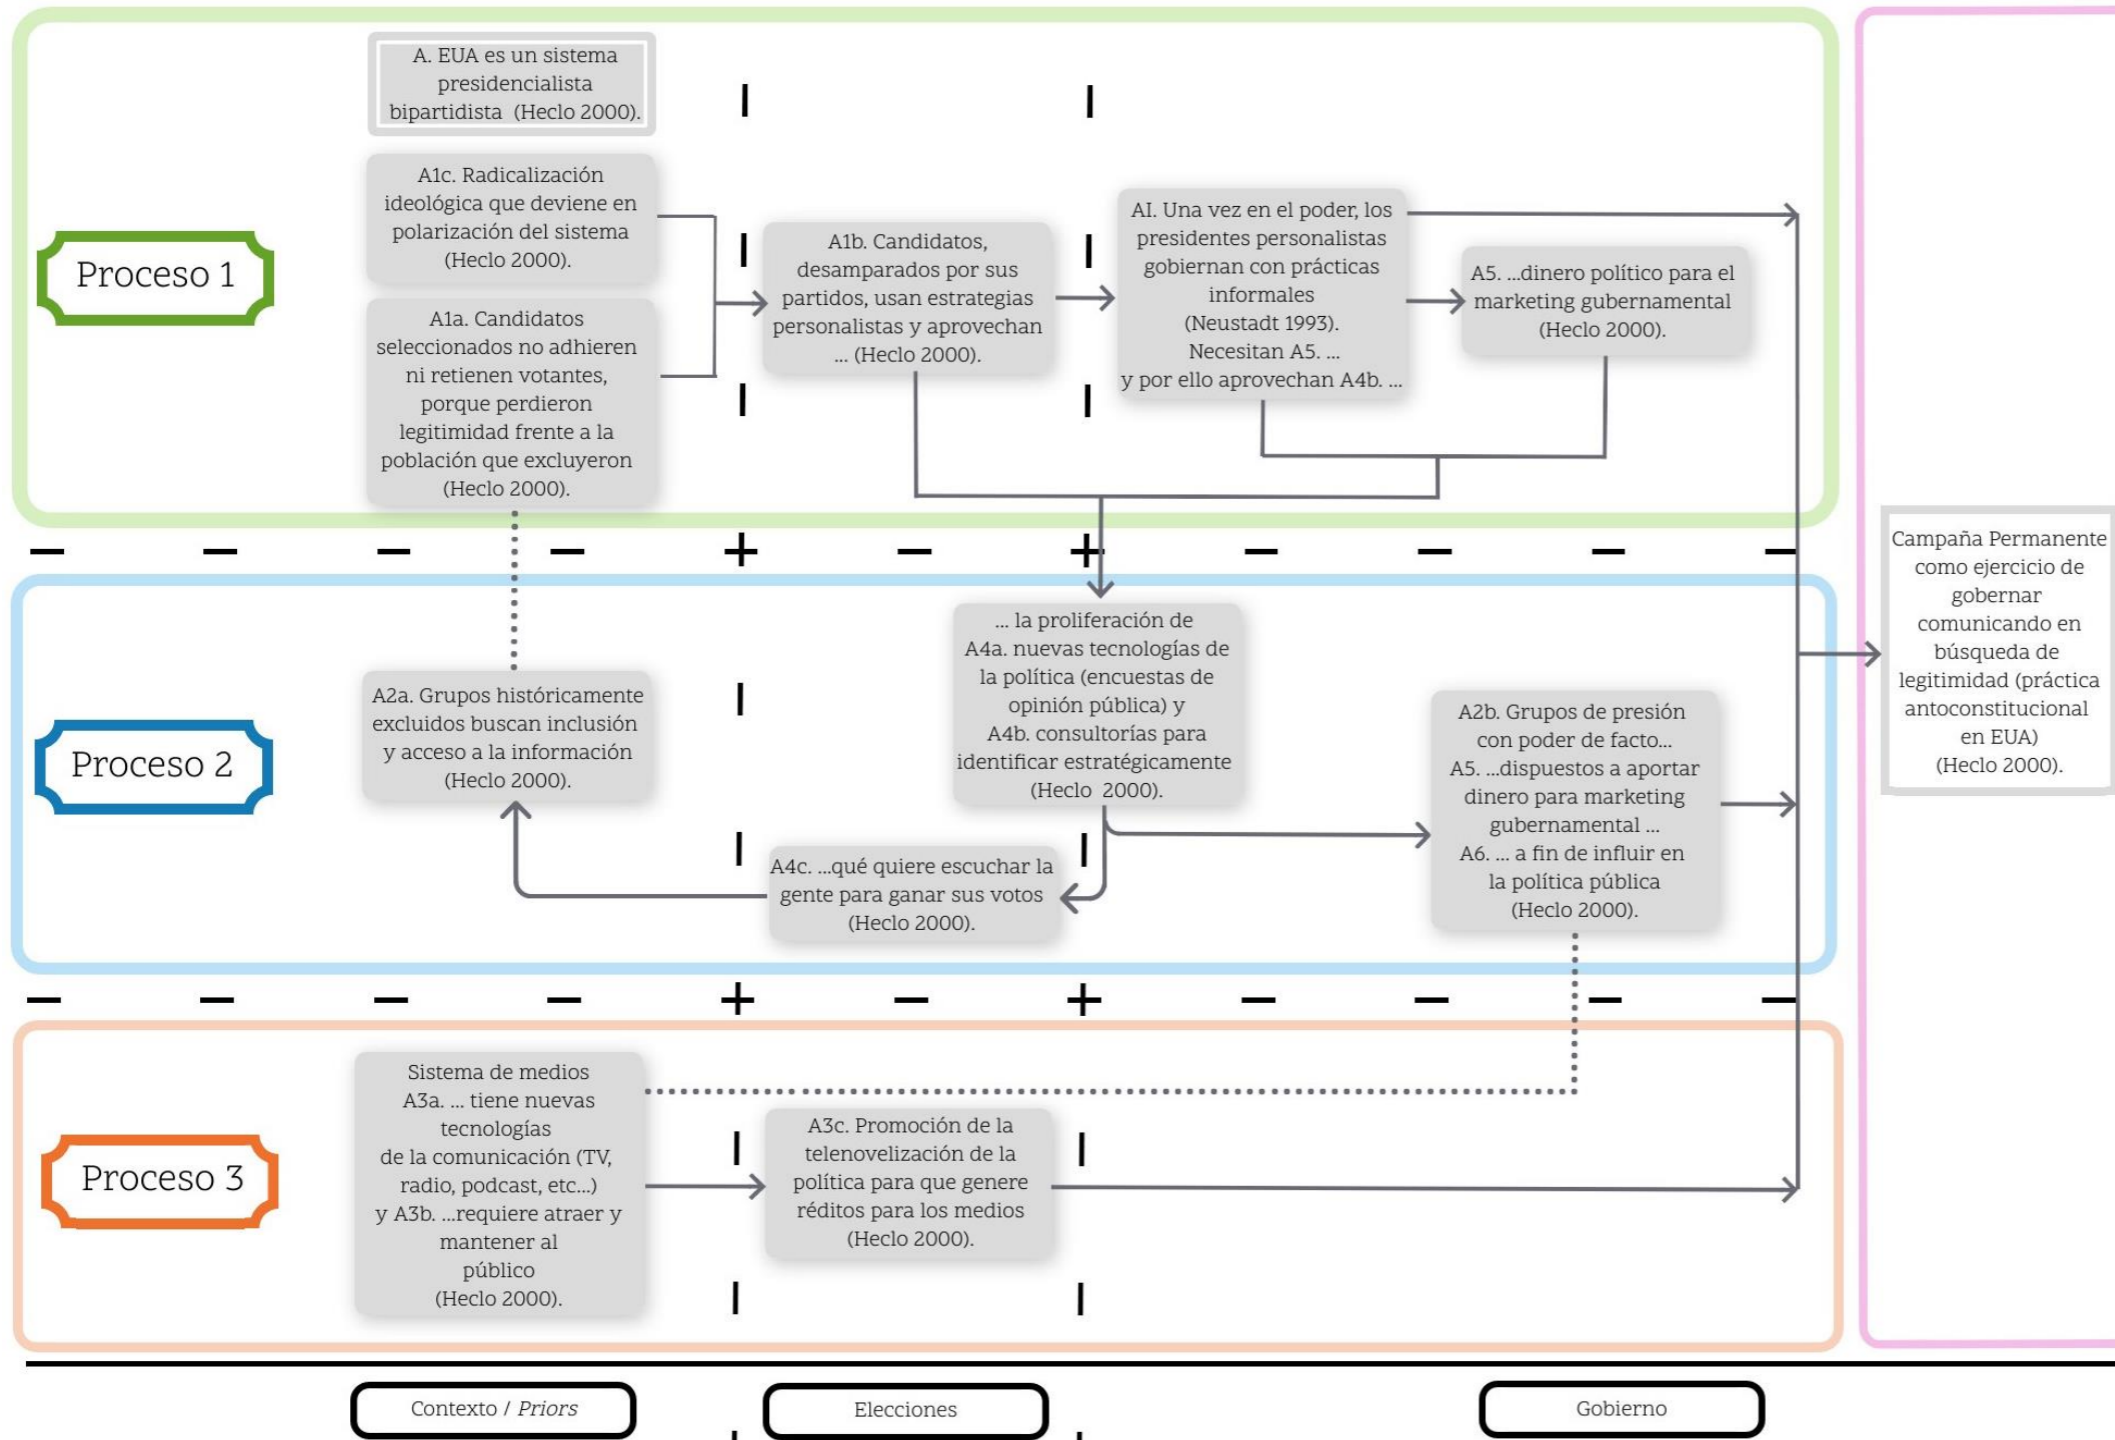 A. EUA es un sistema
presidencialista
bipartidista (Heclo 2000).
Proceso 1
A1c. Radicalización
ideológica que deviene en
polarización del sistema
(Heclo 2000).
A1a. Candidatos
seleccionados no adhieren
ni retienen votantes,
porque perdieron
legitimidad frente a la
población que excluyeron
(Heclo 2000).
A1b. Candidatos,
desamparados por sus
partidos, usan estrategias
personalistas y aprovechan
... (Heclo 2000).
AI. Una vez en el poder, los
presidentes personalistas
gobiernan con prácticas
informales
(Neustadt 1993).
Necesitan A5. ...
y por ello aprovechan A4b. ...
A5. ...dinero político para el
marketing gubernamental
(Heclo 2000).
Proceso 2
A2a. Grupos históricamente
excluidos buscan inclusión
y acceso a la información
(Heclo 2000).
... la proliferación de
A4a. nuevas tecnologías de
la política (encuestas de
opinión pública) y
A4b. consultorías para
identificar estratégicamente
(Heclo 2000).
A4c. ...qué quiere escuchar la
gente para ganar sus votos
(Heclo 2000).
A2b. Grupos de presión
con poder de facto...
A5. ...dispuestos a aportar
dinero para marketing
gubernamental ...
A6. ... a fin de influir en
la política pública
(Heclo 2000).
Campaña Permanente
como ejercicio de
gobernar
comunicando en
búsqueda de
legitimidad (práctica
antoconstitucional
en EUA)
(Heclo 2000).
Proceso 3
Sistema de medios
A3a. ... tiene nuevas
tecnologías
de la comunicación (TV,
radio, podcast, etc...)
y A3b. ...requiere atraer y
mantener al
público
(Heclo 2000).
A3c. Promoción de la
telenovelización de la
política para que genere
réditos para los medios
(Heclo 2000).
Contexto / Priors
Elecciones
Gobierno